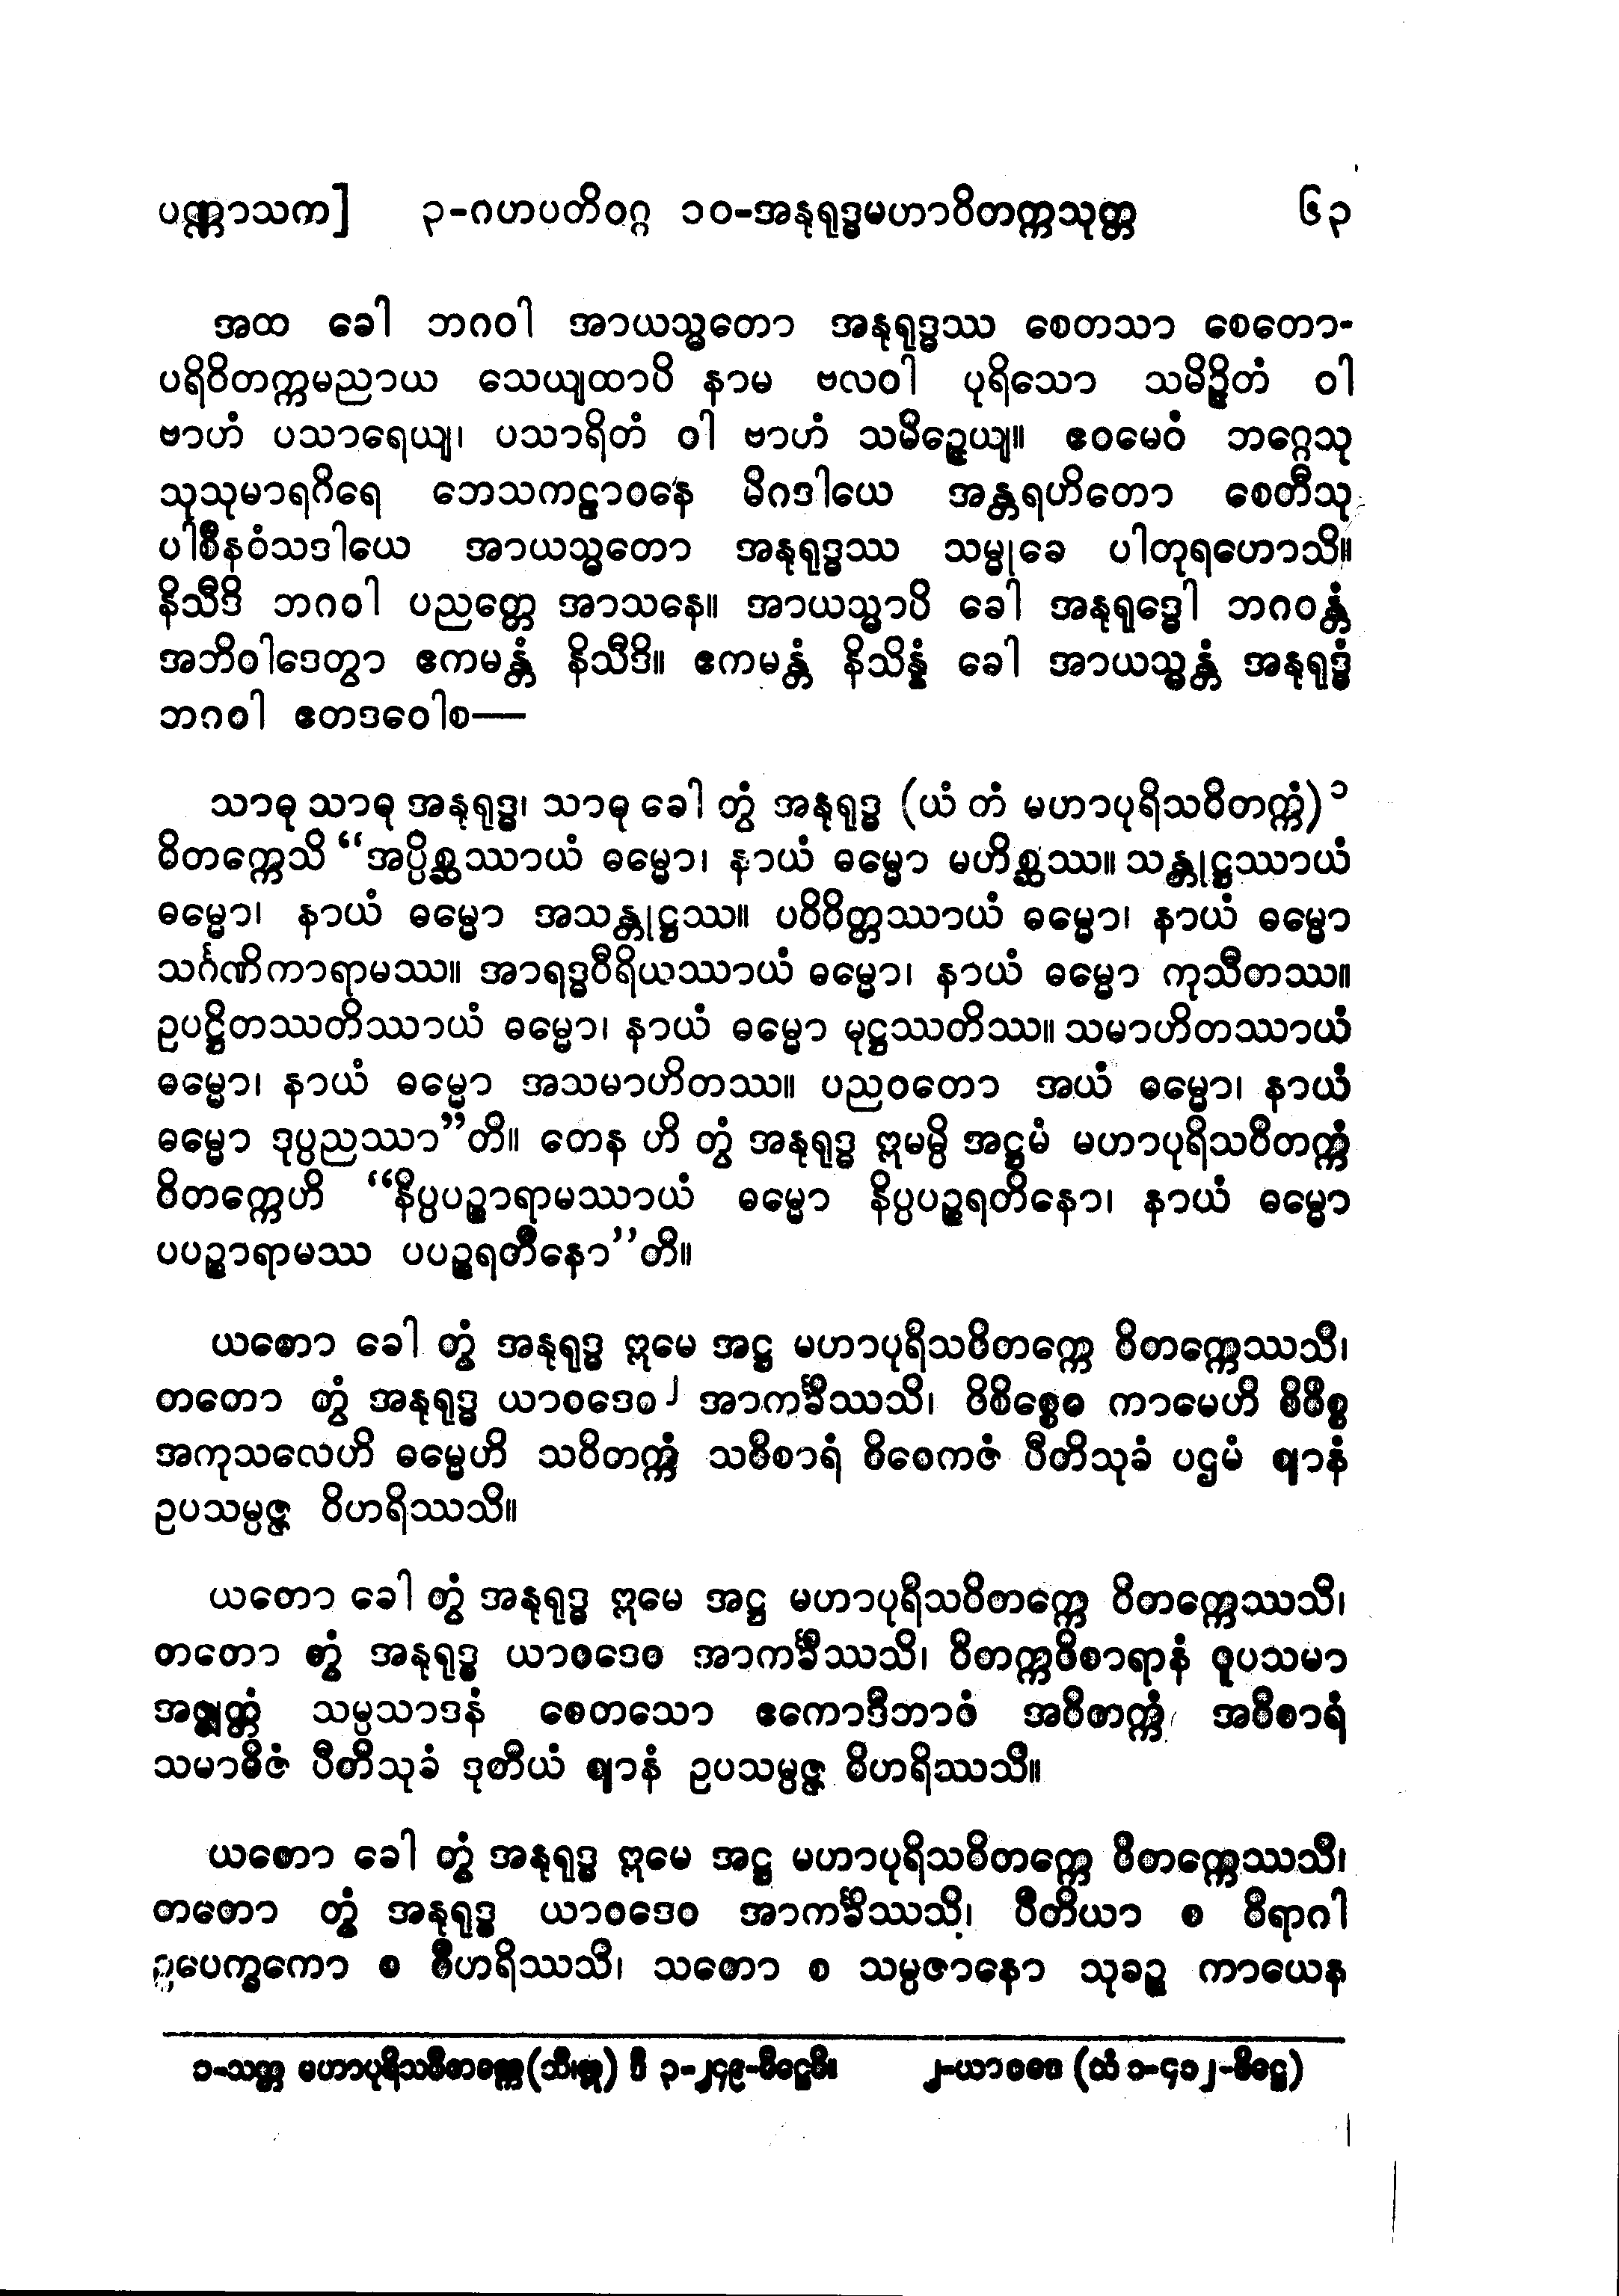 ပဏ္ဏာသက] ၃-ဂဟပတိဝဂ္ဂ ၁၀-အနုရုဒ္ဓမဟာဝိတက္ကသုတ္တ ၆၃
အထ ခေါ ဘဂဝါ အာယသ္မတော အနုရုဒ္ဓဿ စေတသာ စေတော-
ပရိဝိတက္ကမညာယ သေယျထာပိ နာမ ဗလဝါ ပုရိသော သမိဉ္ဇိတံ ဝါ
ဗာဟံ ပသာရေယျ၊ ပသာရိတံ ဝါ ဗာဟံ သမိဉ္ဇေယျ။ ဧဝမေဝံ ဘဂ္ဂေသု
သုသုမာရဂိရေ ဘေသကဠာဝနေ မိဂဒါယေ အန္တရဟိတော စေတီသု
ပါစီနဝံသဒါယေ အာယသ္မတော အနုရုဒ္ဓဿ သမ္မုခေ ပါတုရဟောသိ။
နိသီဒိ ဘဂဝါ ပညတ္တေ အာသနေ။ အာယသ္မာပိ ခေါ အနုရုဒ္ဓေါ ဘဂဝန္တံ
အဘိဝါဒေတွာ ဧကမန္တံ နိသီဒိ။ ဧကမန္တံ နိသိန္နံ ခေါ အာယသ္မန္တံ အနုရုဒ္ဓံ
ဘဂဝါ ဧတဒဝေါစ—
သာဓု သာဓု အနုရုဒ္ဓ၊ သာဓု ခေါ တွံ အနုရုဒ္ဓ (ယံ တံ မဟာပုရိသဝိတက္ကံ)၁
ဝိတက္ကေသိ “အပ္ပိစ္ဆဿာယံ ဓမ္မော၊ နာယံ ဓမ္မော မဟိစ္ဆဿ။ သန္တုဋ္ဌဿာယံ
ဓမ္မော၊ နာယံ ဓမ္မော အသန္တုဋ္ဌဿ။ ပဝိဝိတ္တဿာယံ ဓမ္မော၊ နာယံ ဓမ္မော
သင်္ဂဏိကာရာမဿ။ အာရဒ္ဓဝီရိယဿာယံ ဓမ္မော၊ နာယံ ဓမ္မော ကုသီတဿ။
ဥပဋ္ဌိတဿတိဿာယံ ဓမ္မော၊ နာယံ ဓမ္မော မုဋ္ဌဿတိဿ။ သမာဟိတဿာယံ
ဓမ္မော၊ နာယံ ဓမ္မော အသမာဟိတဿ။ ပညဝတော အယံ ဓမ္မော၊ နာယံ
ဓမ္မော ဒုပ္ပညဿာ”တိ။ တေန ဟိ တွံ အနုရုဒ္ဓ ဣမမ္ပိ အဋ္ဌမံ မဟာပုရိသဝိတက္ကံ
ဝိတက္ကေဟိ “နိပ္ပပဉ္စာရာမဿာယံ ဓမ္မော နိပ္ပပဉ္စရတိနော၊ နာယံ ဓမ္မော
ပပဉ္စာရာမဿ ပပဉ္စရတိနော”တိ။
ယတော ခေါ တွံ အနုရုဒ္ဓ ဣမေ အဋ္ဌ မဟာပုရိသဝိတက္ကေ ဝိတက္ကေဿသိ၊
တတော တွံ အနုရုဒ္ဓ ယာဝဒေဝ၂ အာကင်္ခိဿသိ၊ ဝိဝိစ္စေဝ ကာမေဟိ ဝိဝိစ္စ
အကုသလေဟိ ဓမ္မေဟိ သဝိတက္ကံ သဝိစာရံ ဝိဝေကဇံ ပီတိသုခံ ပဌမံ ဈာနံ
ဥပသမ္ပဇ္ဇ ဝိဟရိဿသိ။
ယတော ခေါ တွံ အနုရုဒ္ဓ ဣမေ အဋ္ဌ မဟာပုရိသဝိတက္ကေ ဝိတက္ကေဿသိ၊
တတော တွံ အနုရုဒ္ဓ ယာဝဒေဝ အာကင်္ခိဿသိ၊ ဝိတက္ကဝိစာရာနံ ဝူပသမာ
အဇ္ဈတ္တံ သမ္ပသာဒနံ စေတသော ဧကောဒိဘာဝံ အဝိတက္ကံ အဝိစာရံ
သမာဓိဇံ ပီတိသုခံ ဒုတိယံ ဈာနံ ဥပသမ္ပဇ္ဇ ဝိဟရိဿသိ။
ယတော ခေါ တွံ အနုရုဒ္ဓ ဣမေ အဋ္ဌ မဟာပုရိသဝိတက္ကေ ဝိတက္ကေဿသိ၊
တတော တွံ အနုရုဒ္ဓ ယာဝဒေဝ အာကင်္ခိဿသိ၊ ပီတိယာ စ ဝိရာဂါ
ဥပေက္ခကော စ ဝိဟရိဿသိ၊ သတော စ သမ္ပဇာနော သုခဉ္စ ကာယေန
၁-သတ္တ မဟာပုရိသဝိတက္ကေ (သီ၊ဣ) ဒီ ၃-၂၄၉-ပိဋ္ဌေပိ။ ၂-ယာဝဒေ (သံ ၁-၄၁၂-ပိဋ္ဌေ)